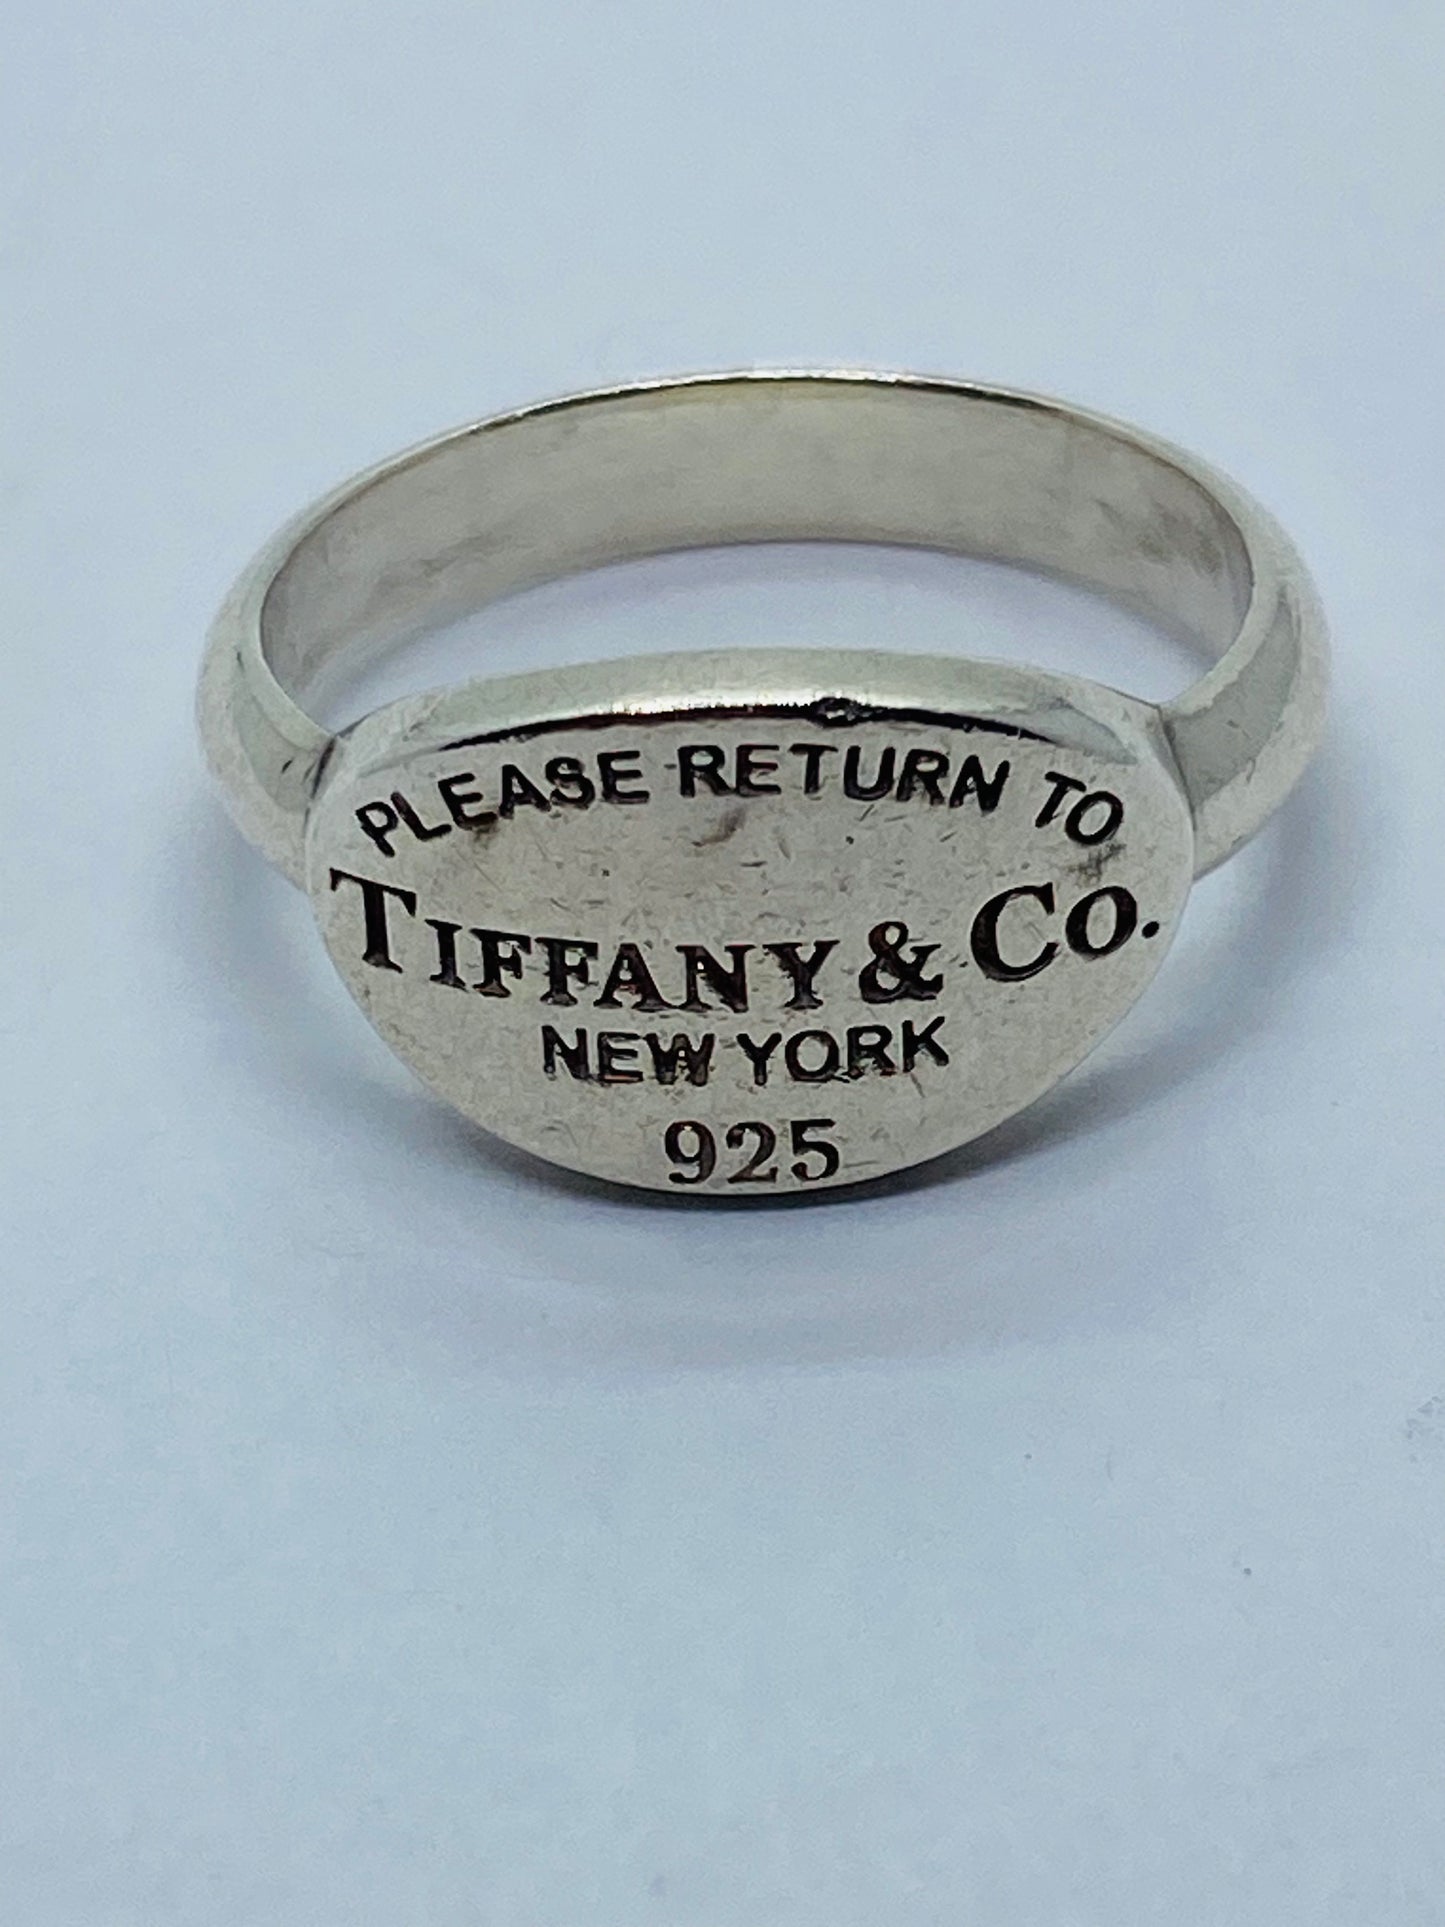 PLEASE RETURN TO
TIFFANY & CO.
NEW YORK
925